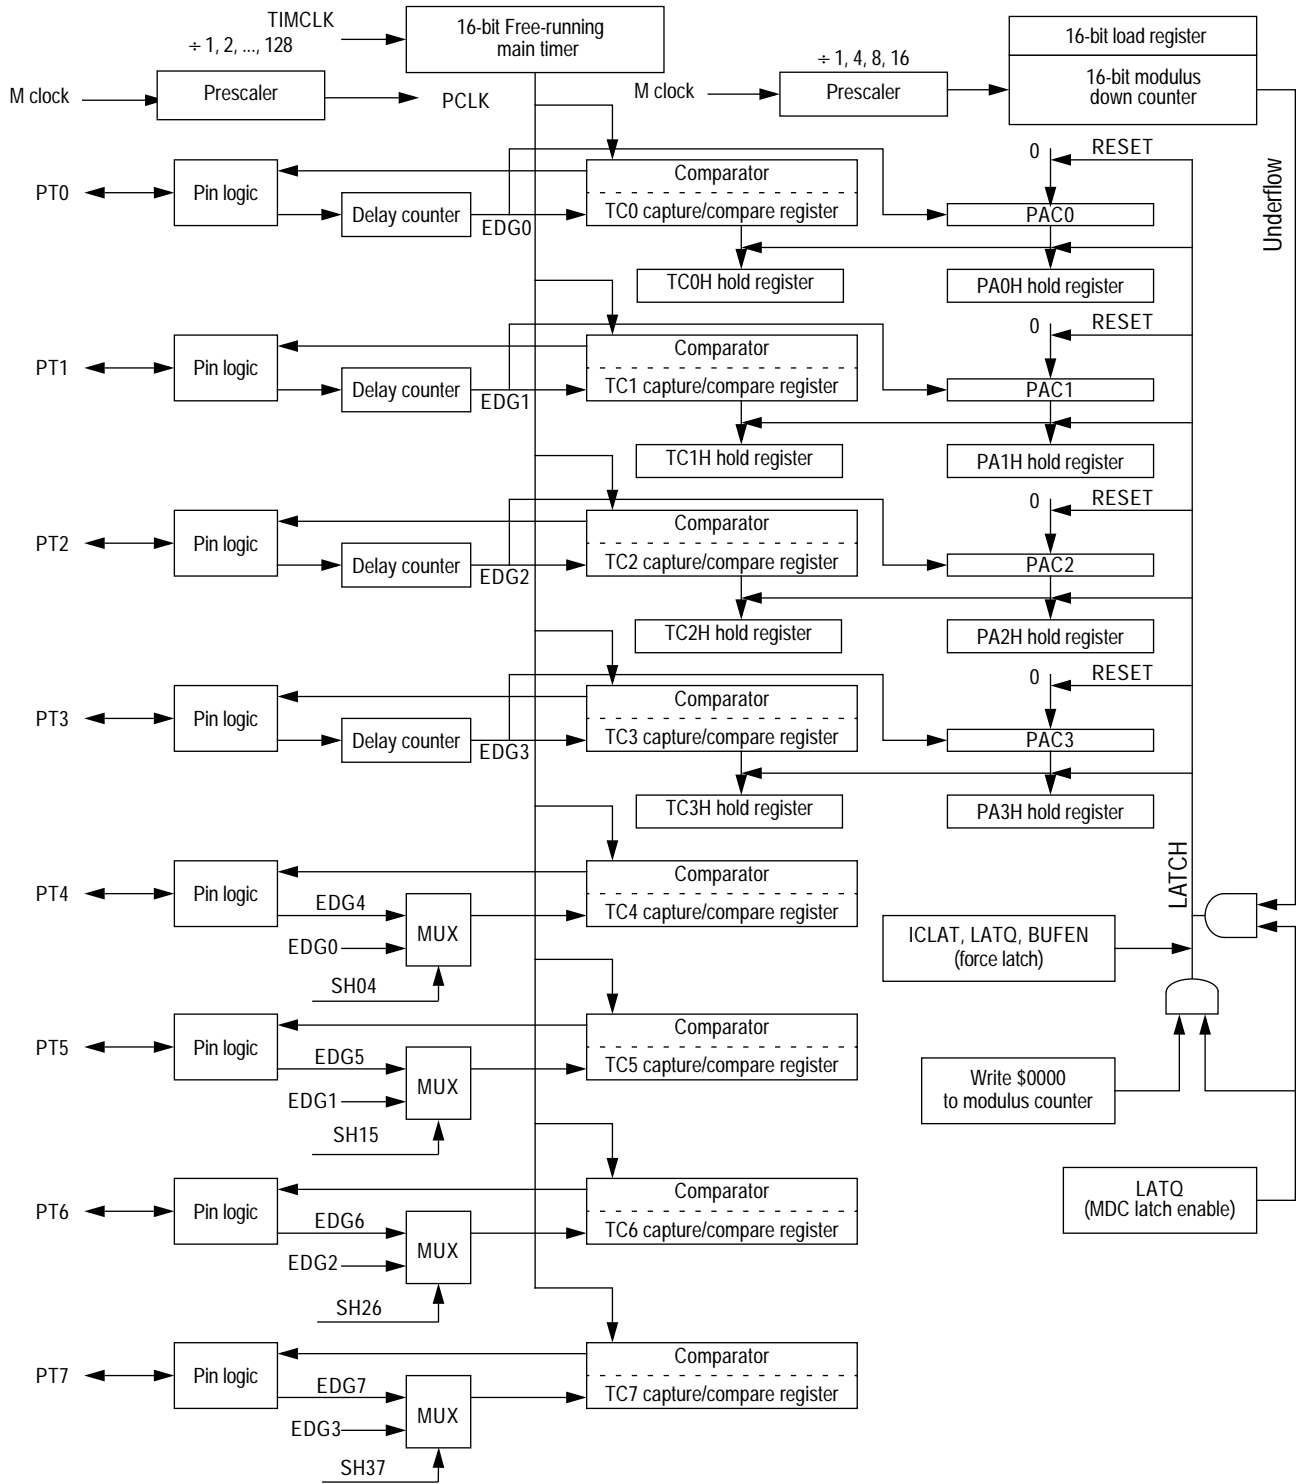 TIMCLK
÷ 1, 2, ..., 128
16-bit Free-running
main timer
M clock
Prescaler
PCLK
÷ 1, 4, 8, 16
M clock
Prescaler
16-bit load register
16-bit modulus
down counter
Underflow
PT0
Pin logic
Delay counter
EDG0
Comparator
TC0 capture/compare register
TC0H hold register
0
RESET
PAC0
PA0H hold register
PT1
Pin logic
Delay counter
EDG1
Comparator
TC1 capture/compare register
TC1H hold register
0
RESET
PAC1
PA1H hold register
PT2
Pin logic
Delay counter
EDG2
Comparator
TC2 capture/compare register
TC2H hold register
0
RESET
PAC2
PA2H hold register
PT3
Pin logic
Delay counter
EDG3
Comparator
TC3 capture/compare register
TC3H hold register
0
RESET
PAC3
PA3H hold register
LATCH
PT4
Pin logic
EDG4
EDG0
MUX
SH04
Comparator
TC4 capture/compare register
ICLAT, LATQ, BUFEN
(force latch)
PT5
Pin logic
EDG5
EDG1
MUX
SH15
Comparator
TC5 capture/compare register
Write $0000
to modulus counter
PT6
Pin logic
EDG6
EDG2
MUX
SH26
Comparator
TC6 capture/compare register
LATQ
(MDC latch enable)
PT7
Pin logic
EDG7
EDG3
MUX
SH37
Comparator
TC7 capture/compare register